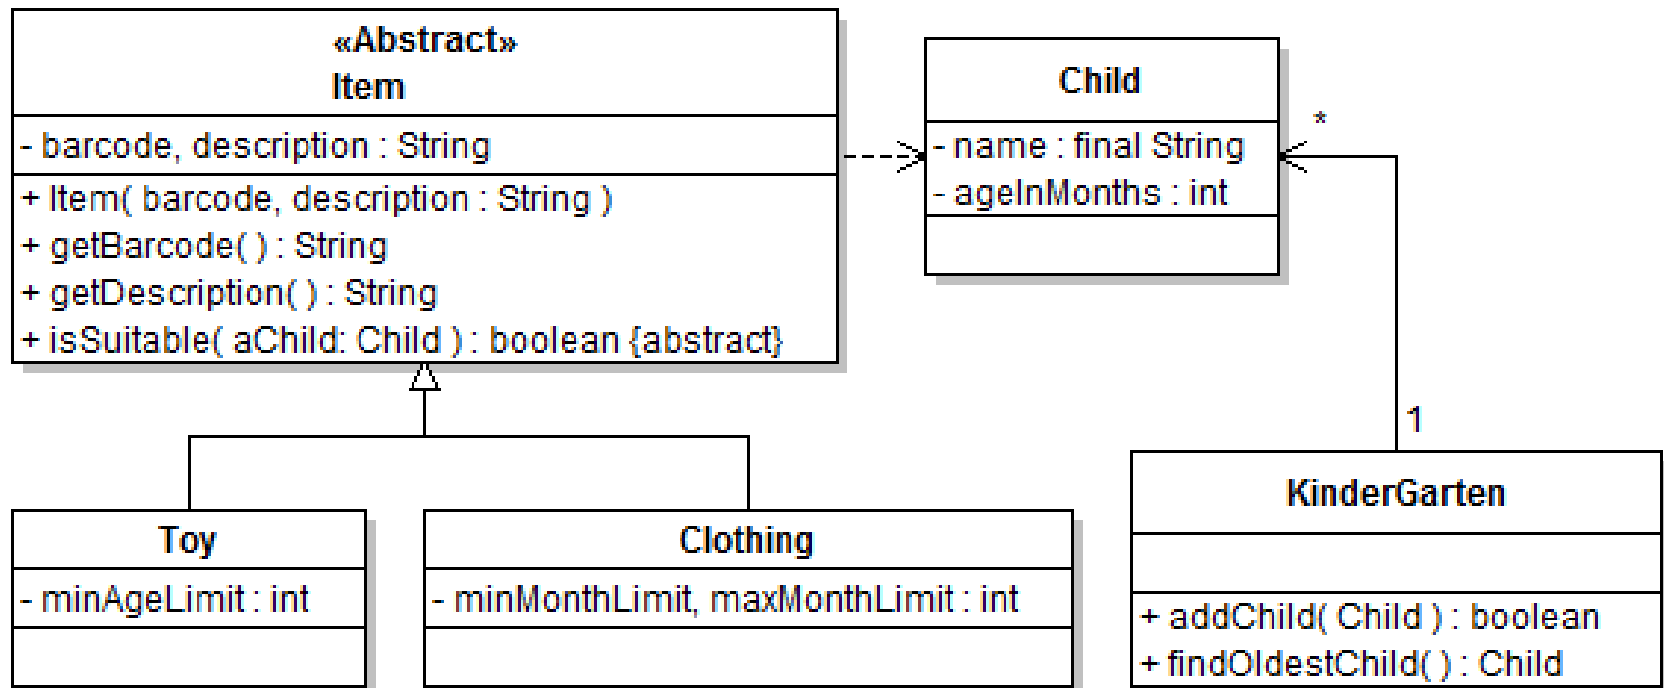 «Abstract»
Item
- barcode, description : String
+ Item( barcode, description : String )
+ getBarcode( ) : String
+ getDescription( ) : String
+ isSuitable( aChild: Child ) : boolean {abstract}
Child
- name : final String
- ageInMonths : int
*
1
Toy
- minAgeLimit : int
Clothing
- minMonthLimit, maxMonthLimit : int
KinderGarten
+ addChild( Child ) : boolean
+ findOldestChild( ) : Child